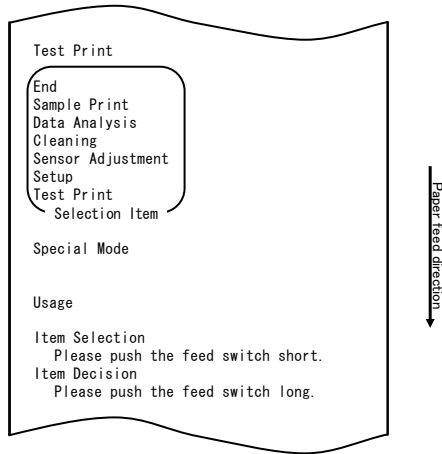 Test Print
End
Sample Print
Data Analysis
Cleaning
Sensor Adjustment
Setup
Test Print
Selection Item
Special Mode
Usage
Item Selection
Please push the feed switch short.
Item Decision
Please push the feed switch long.
Paper feed direction